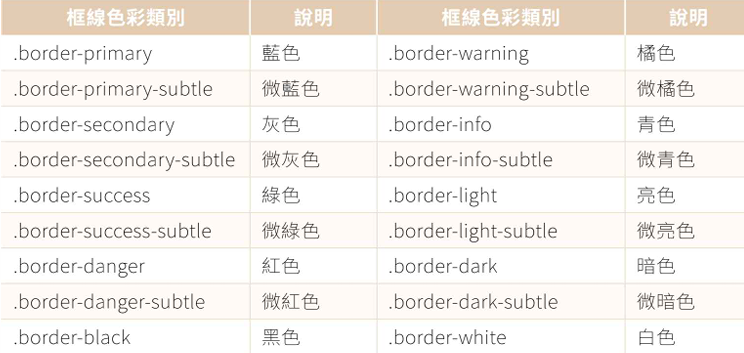 框線色彩類別 說明 框線色彩類別 說明
.border-primary 藍色 .border-warning 橘色
.border-primary-subtle 微藍色 .border-warning-subtle 微橘色
.border-secondary 灰色 .border-info 青色
.border-secondary-subtle 微灰色 .border-info-subtle 微青色
.border-success 綠色 .border-light 亮色
.border-success-subtle 微綠色 .border-light-subtle 微亮色
.border-danger 紅色 .border-dark 暗色
.border-danger-subtle 微紅色 .border-dark-subtle 微暗色
.border-black 黑色 .border-white 白色